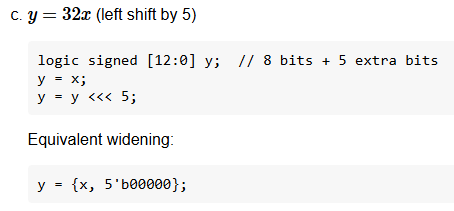 c. y = 32x (left shift by 5)
logic signed [12:0] y;  // 8 bits + 5 extra bits
y = x;
y = y <<< 5;
Equivalent widening:
y = {x, 5'b00000};